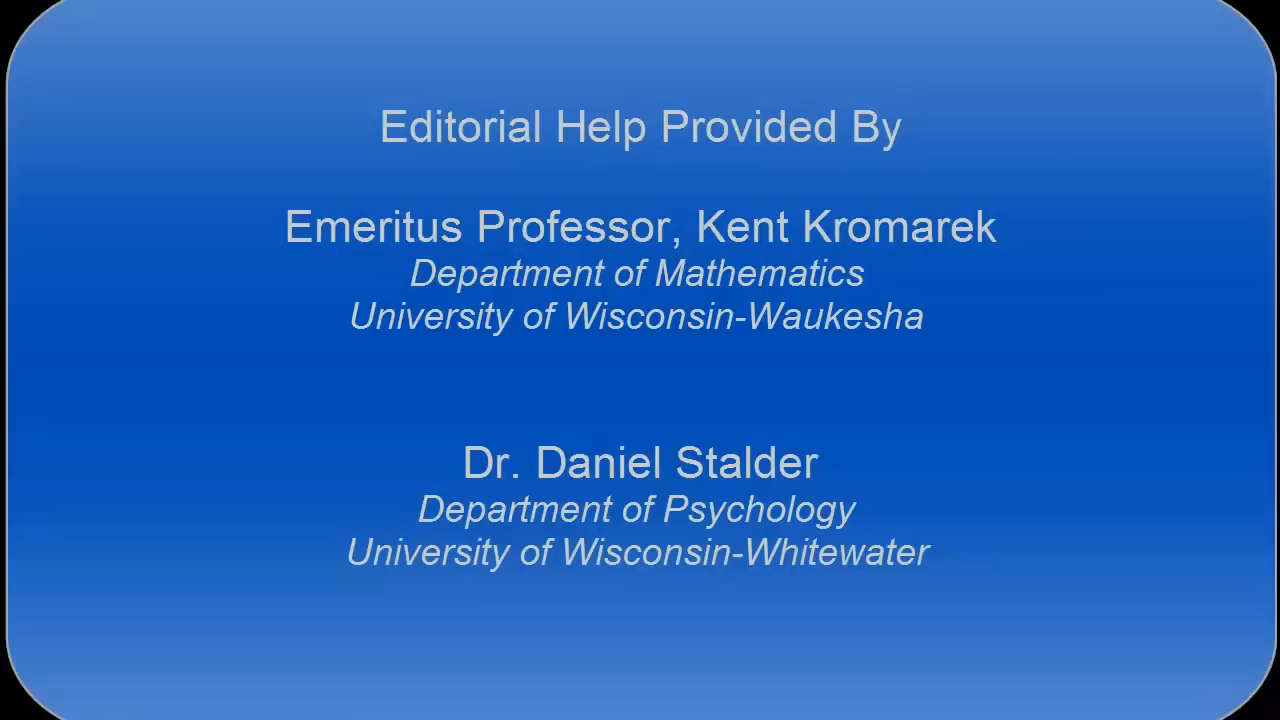 Editorial Help Provided By
Emeritus Professor, Kent Kromarek
Department of Mathematics
University of Wisconsin-Waukesha
Dr. Daniel Stalder
Department of Psychology
University of Wisconsin-Whitewater